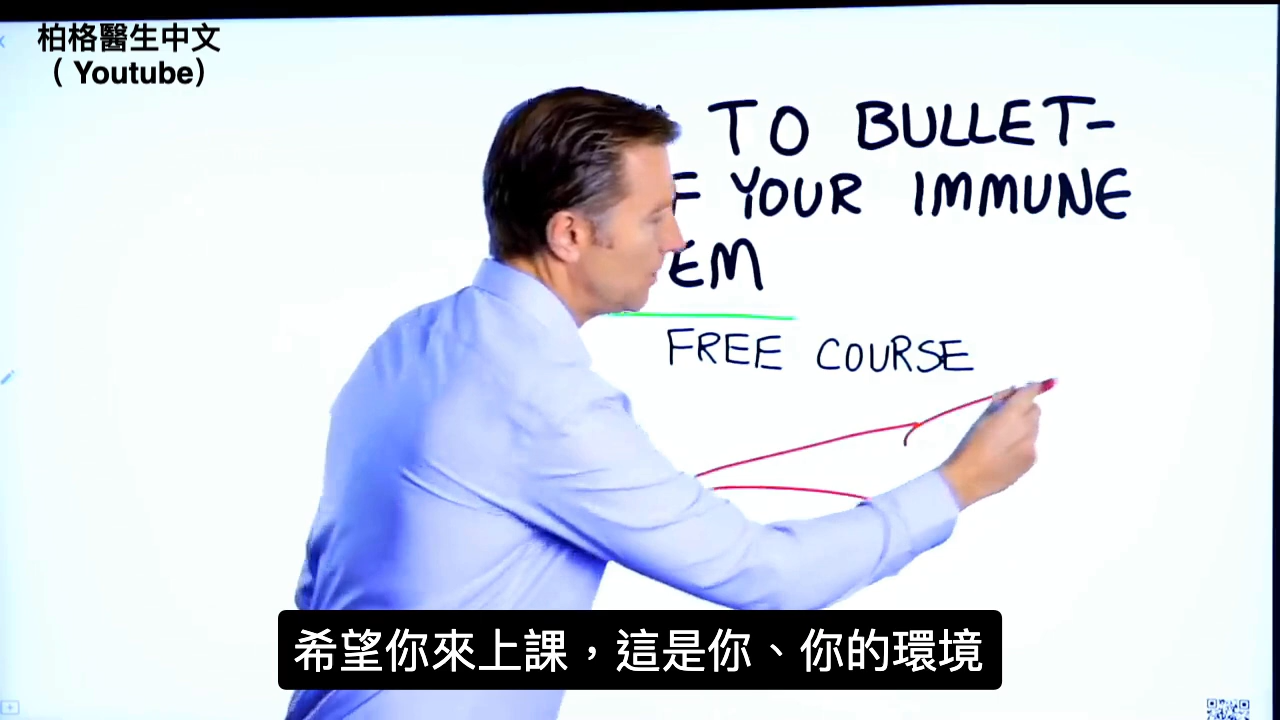 柏格醫生中文
（ Youtube）
TO BULLET-
F YOUR IMMUNE
EM
FREE COURSE
希望你來上課，這是你、你的環境